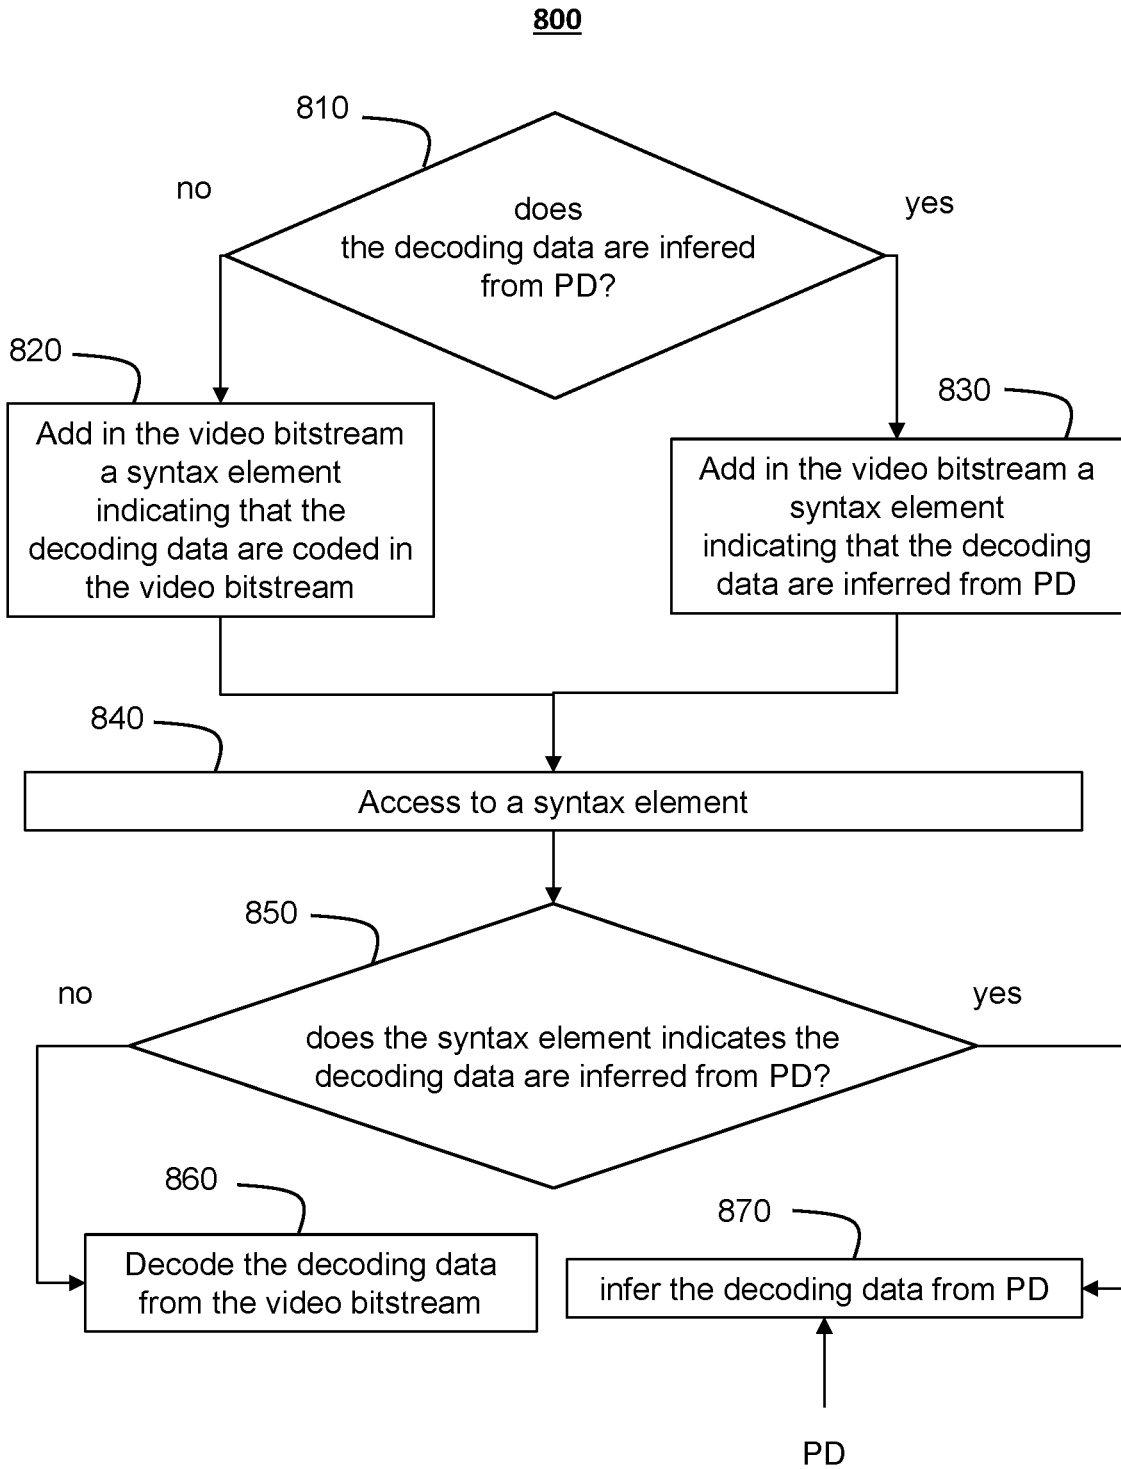 800
810
no
yes
does
the decoding data are infered
from PD?
820
830
Add in the video bitstream
a syntax element
indicating that the
decoding data are coded in
the video bitstream
Add in the video bitstream a
syntax element
indicating that the decoding
data are inferred from PD
840
Access to a syntax element
850
no
yes
does the syntax element indicates the
decoding data are inferred from PD?
860
870
Decode the decoding data
from the video bitstream
infer the decoding data from PD
PD